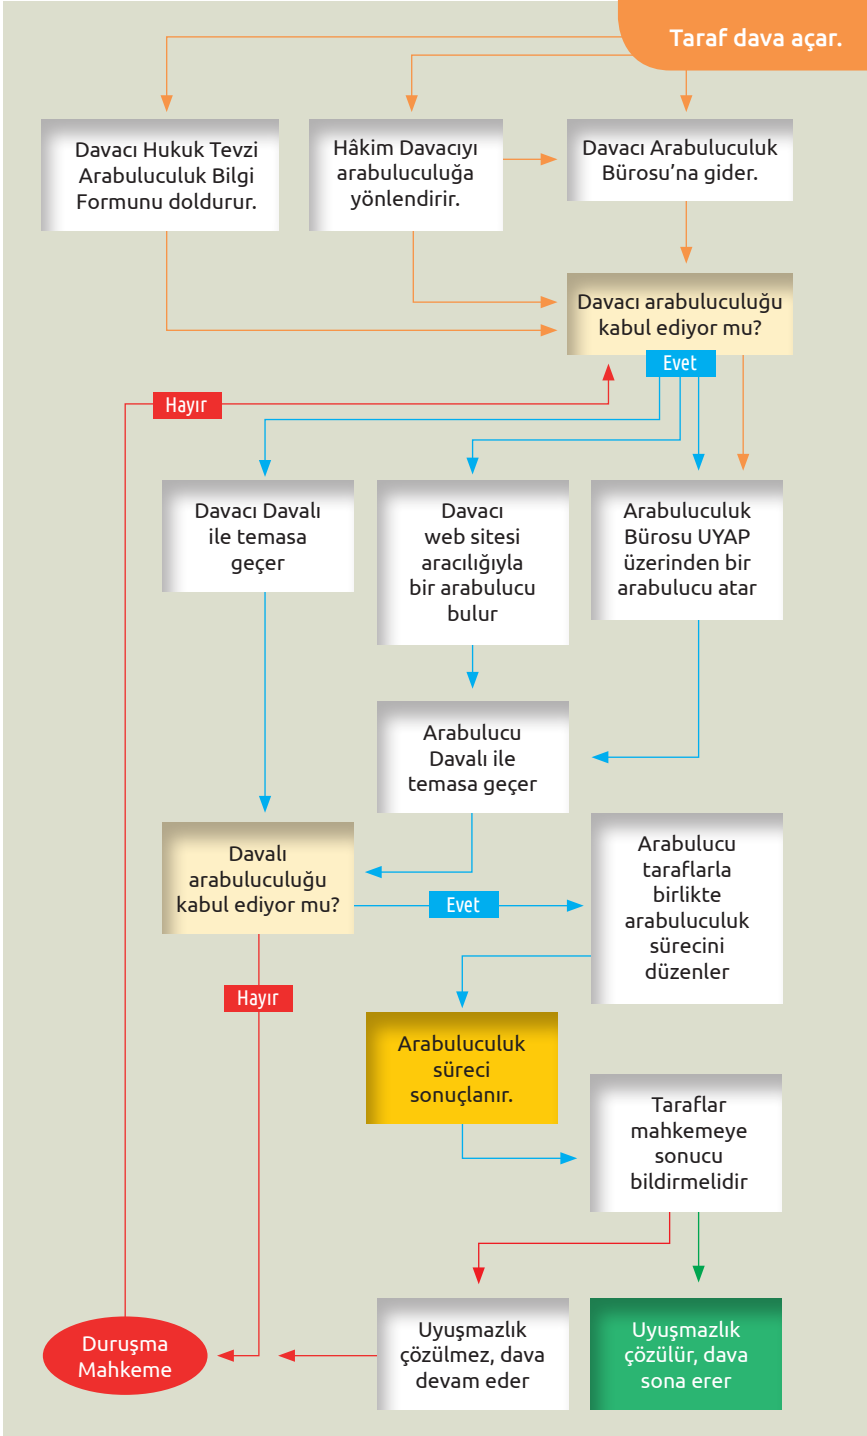 Taraf dava açar.
Davacı Hukuk Tevzi
Arabuluculuk Bilgi
Formunu doldurur.
Hâkim Davacıyı
arabuluculuğa
yönlendirir.
Davacı Arabuluculuk
Bürosu’na gider.
Davacı arabuluculuğu
kabul ediyor mu?
Evet
Hayır
Davacı Davalı
ile temasa
geçer
Davacı
web sitesi
aracılığıyla
bir arabulucu
bulur
Arabuluculuk
Bürosu UYAP
üzerinden bir
arabulucu atar
Arabulucu
Davalı ile
temasa geçer
Davalı
arabuluculuğu
kabul ediyor mu?
Evet
Arabulucu
taraflarla
birlikte
arabuluculuk
sürecini
düzenler
Hayır
Arabuluculuk
süreci
sonuçlanır.
Taraflar
mahkemeye
sonucu
bildirmelidir
Duruşma
Mahkeme
Uyuşmazlık
çözülmez, dava
devam eder
Uyuşmazlık
çözülür, dava
sona erer